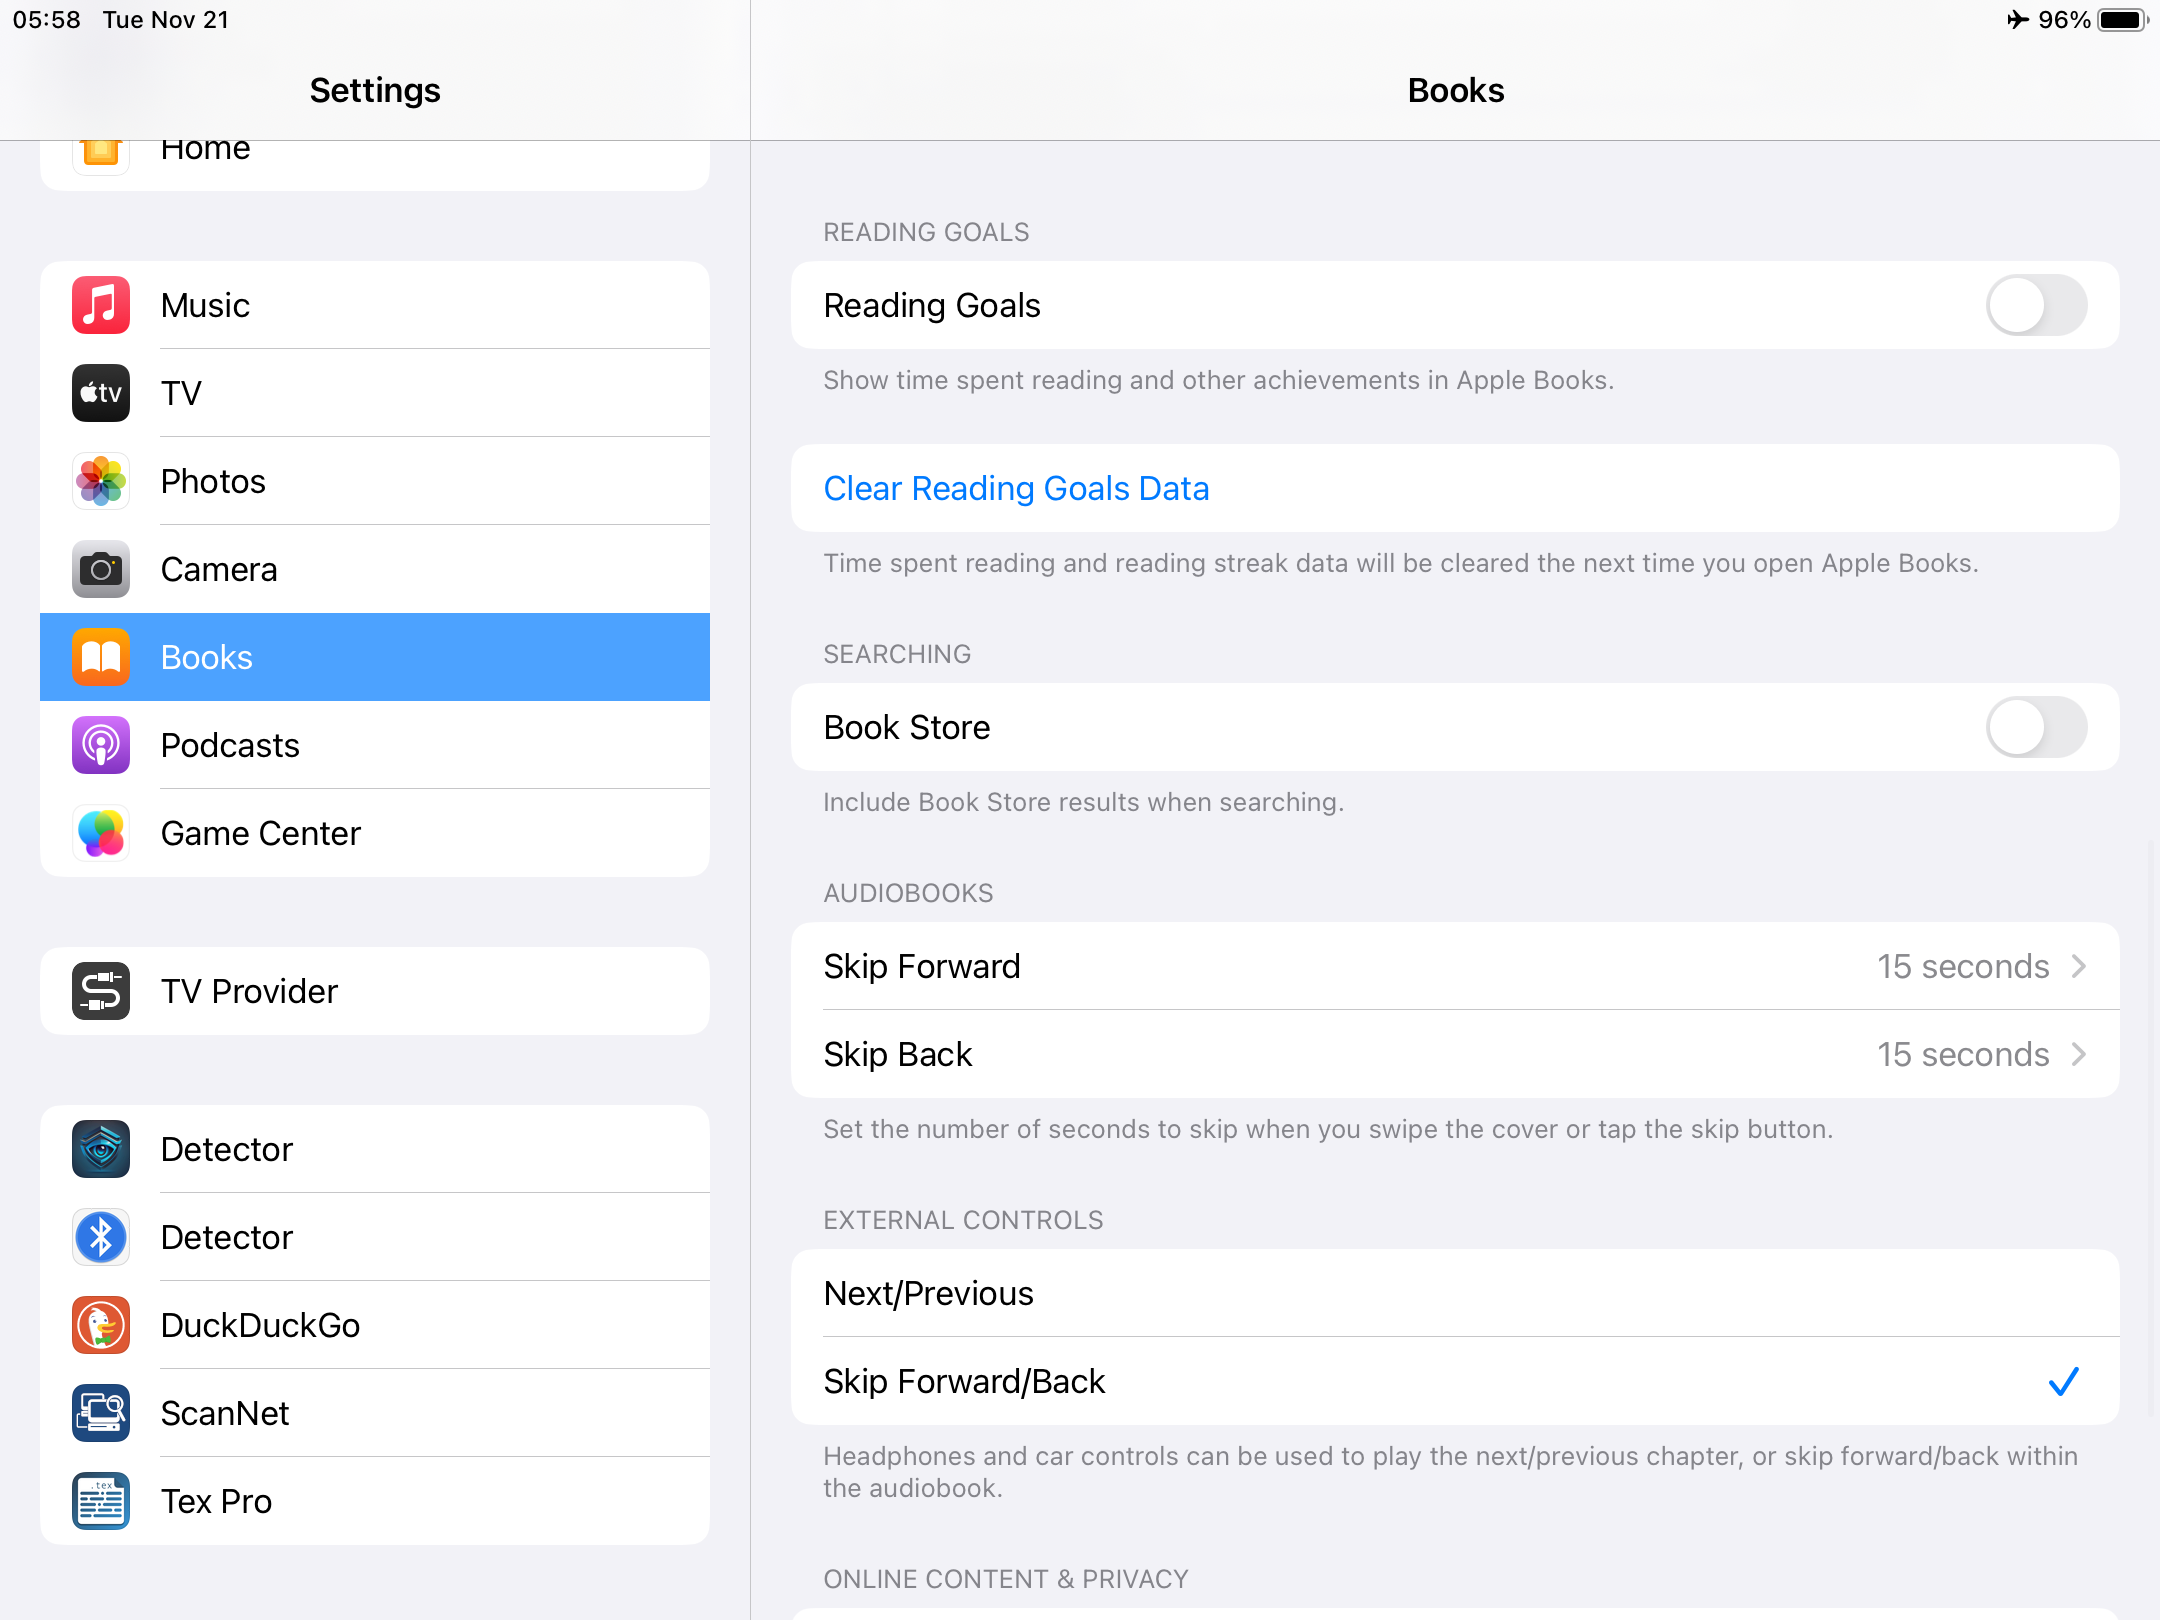 05:58 Tue Nov 21
96%
Settings
Home
Music
tv
TV
Photos
Camera
Books
Podcasts
Game Center
TV Provider
Detector
Detector
DuckDuckGo
ScanNet
.tex
Tex Pro
Books
READING GOALS
Reading Goals
Show time spent reading and other achievements in Apple Books.
Clear Reading Goals Data
Time spent reading and reading streak data will be cleared the next time you open Apple Books.
SEARCHING
Book Store
Include Book Store results when searching.
AUDIOBOOKS
Skip Forward 15 seconds
Skip Back 15 seconds
Set the number of seconds to skip when you swipe the cover or tap the skip button.
EXTERNAL CONTROLS
Next/Previous
Skip Forward/Back
Headphones and car controls can be used to play the next/previous chapter, or skip forward/back within
the audiobook.
ONLINE CONTENT & PRIVACY